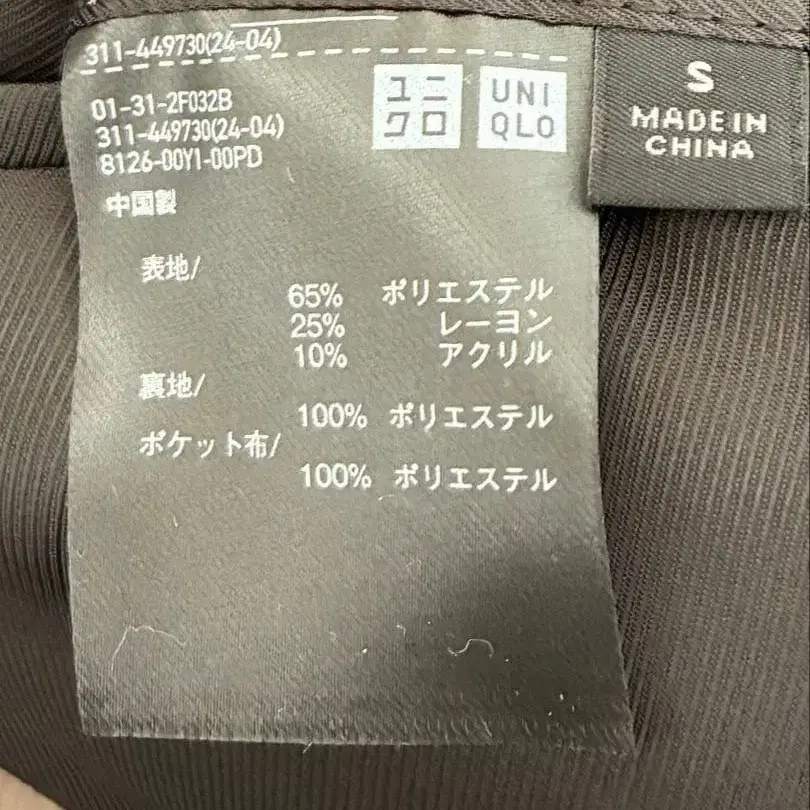 311-449730(24-04)
01-31-2F032B
311-449730(24-04)
8126-00Y1-00PD
中国製
ユニ
クロ
UNI
QLO
S
MADE IN
CHINA
表地/
65% ポリエステル
25% レーヨン
10% アクリル
裏地/
100% ポリエステル
ポケット布/
100% ポリエステル